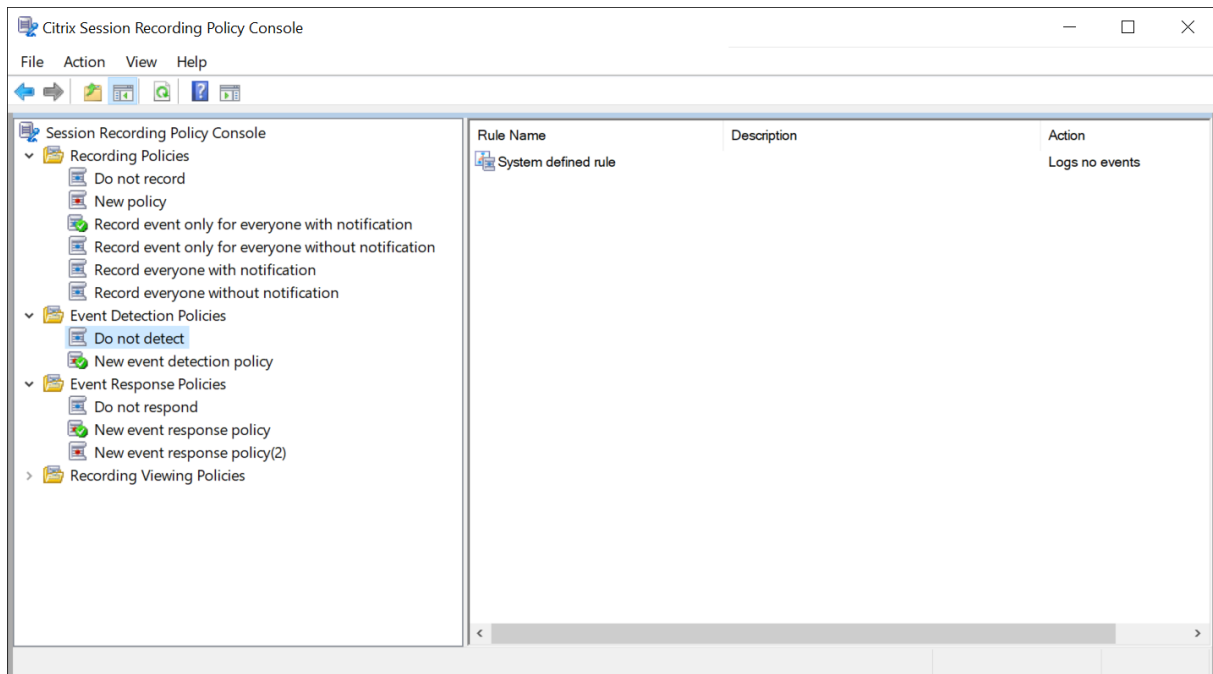 Citrix Session Recording Policy Console
File Action View Help
Session Recording Policy Console
Recording Policies
Do not record
New policy
Record event only for everyone with notification
Record event only for everyone without notification
Record everyone with notification
Record everyone without notification
Event Detection Policies
Do not detect
New event detection policy
Event Response Policies
Do not respond
New event response policy
New event response policy(2)
Recording Viewing Policies
Rule Name Description Action
System defined rule Logs no events